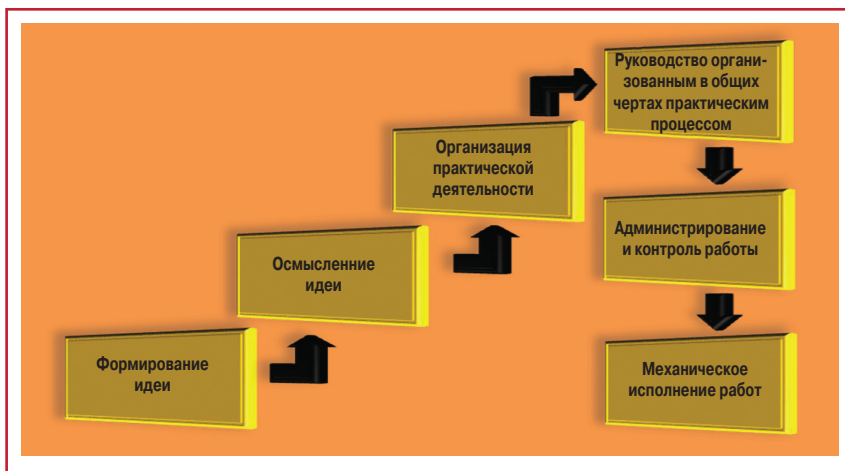 Формирование
идеи
Осмысленние
идеи
Организация
практической
деятельности
Руководство органи-
зованным в общих
чертах практическим
процессом
Администрирование
и контроль работы
Механическое
исполнение работ